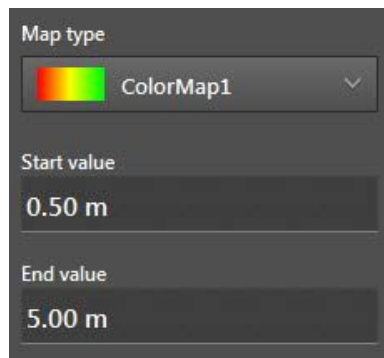 Map type
ColorMap1
Start value
0.50 m
End value
5.00 m